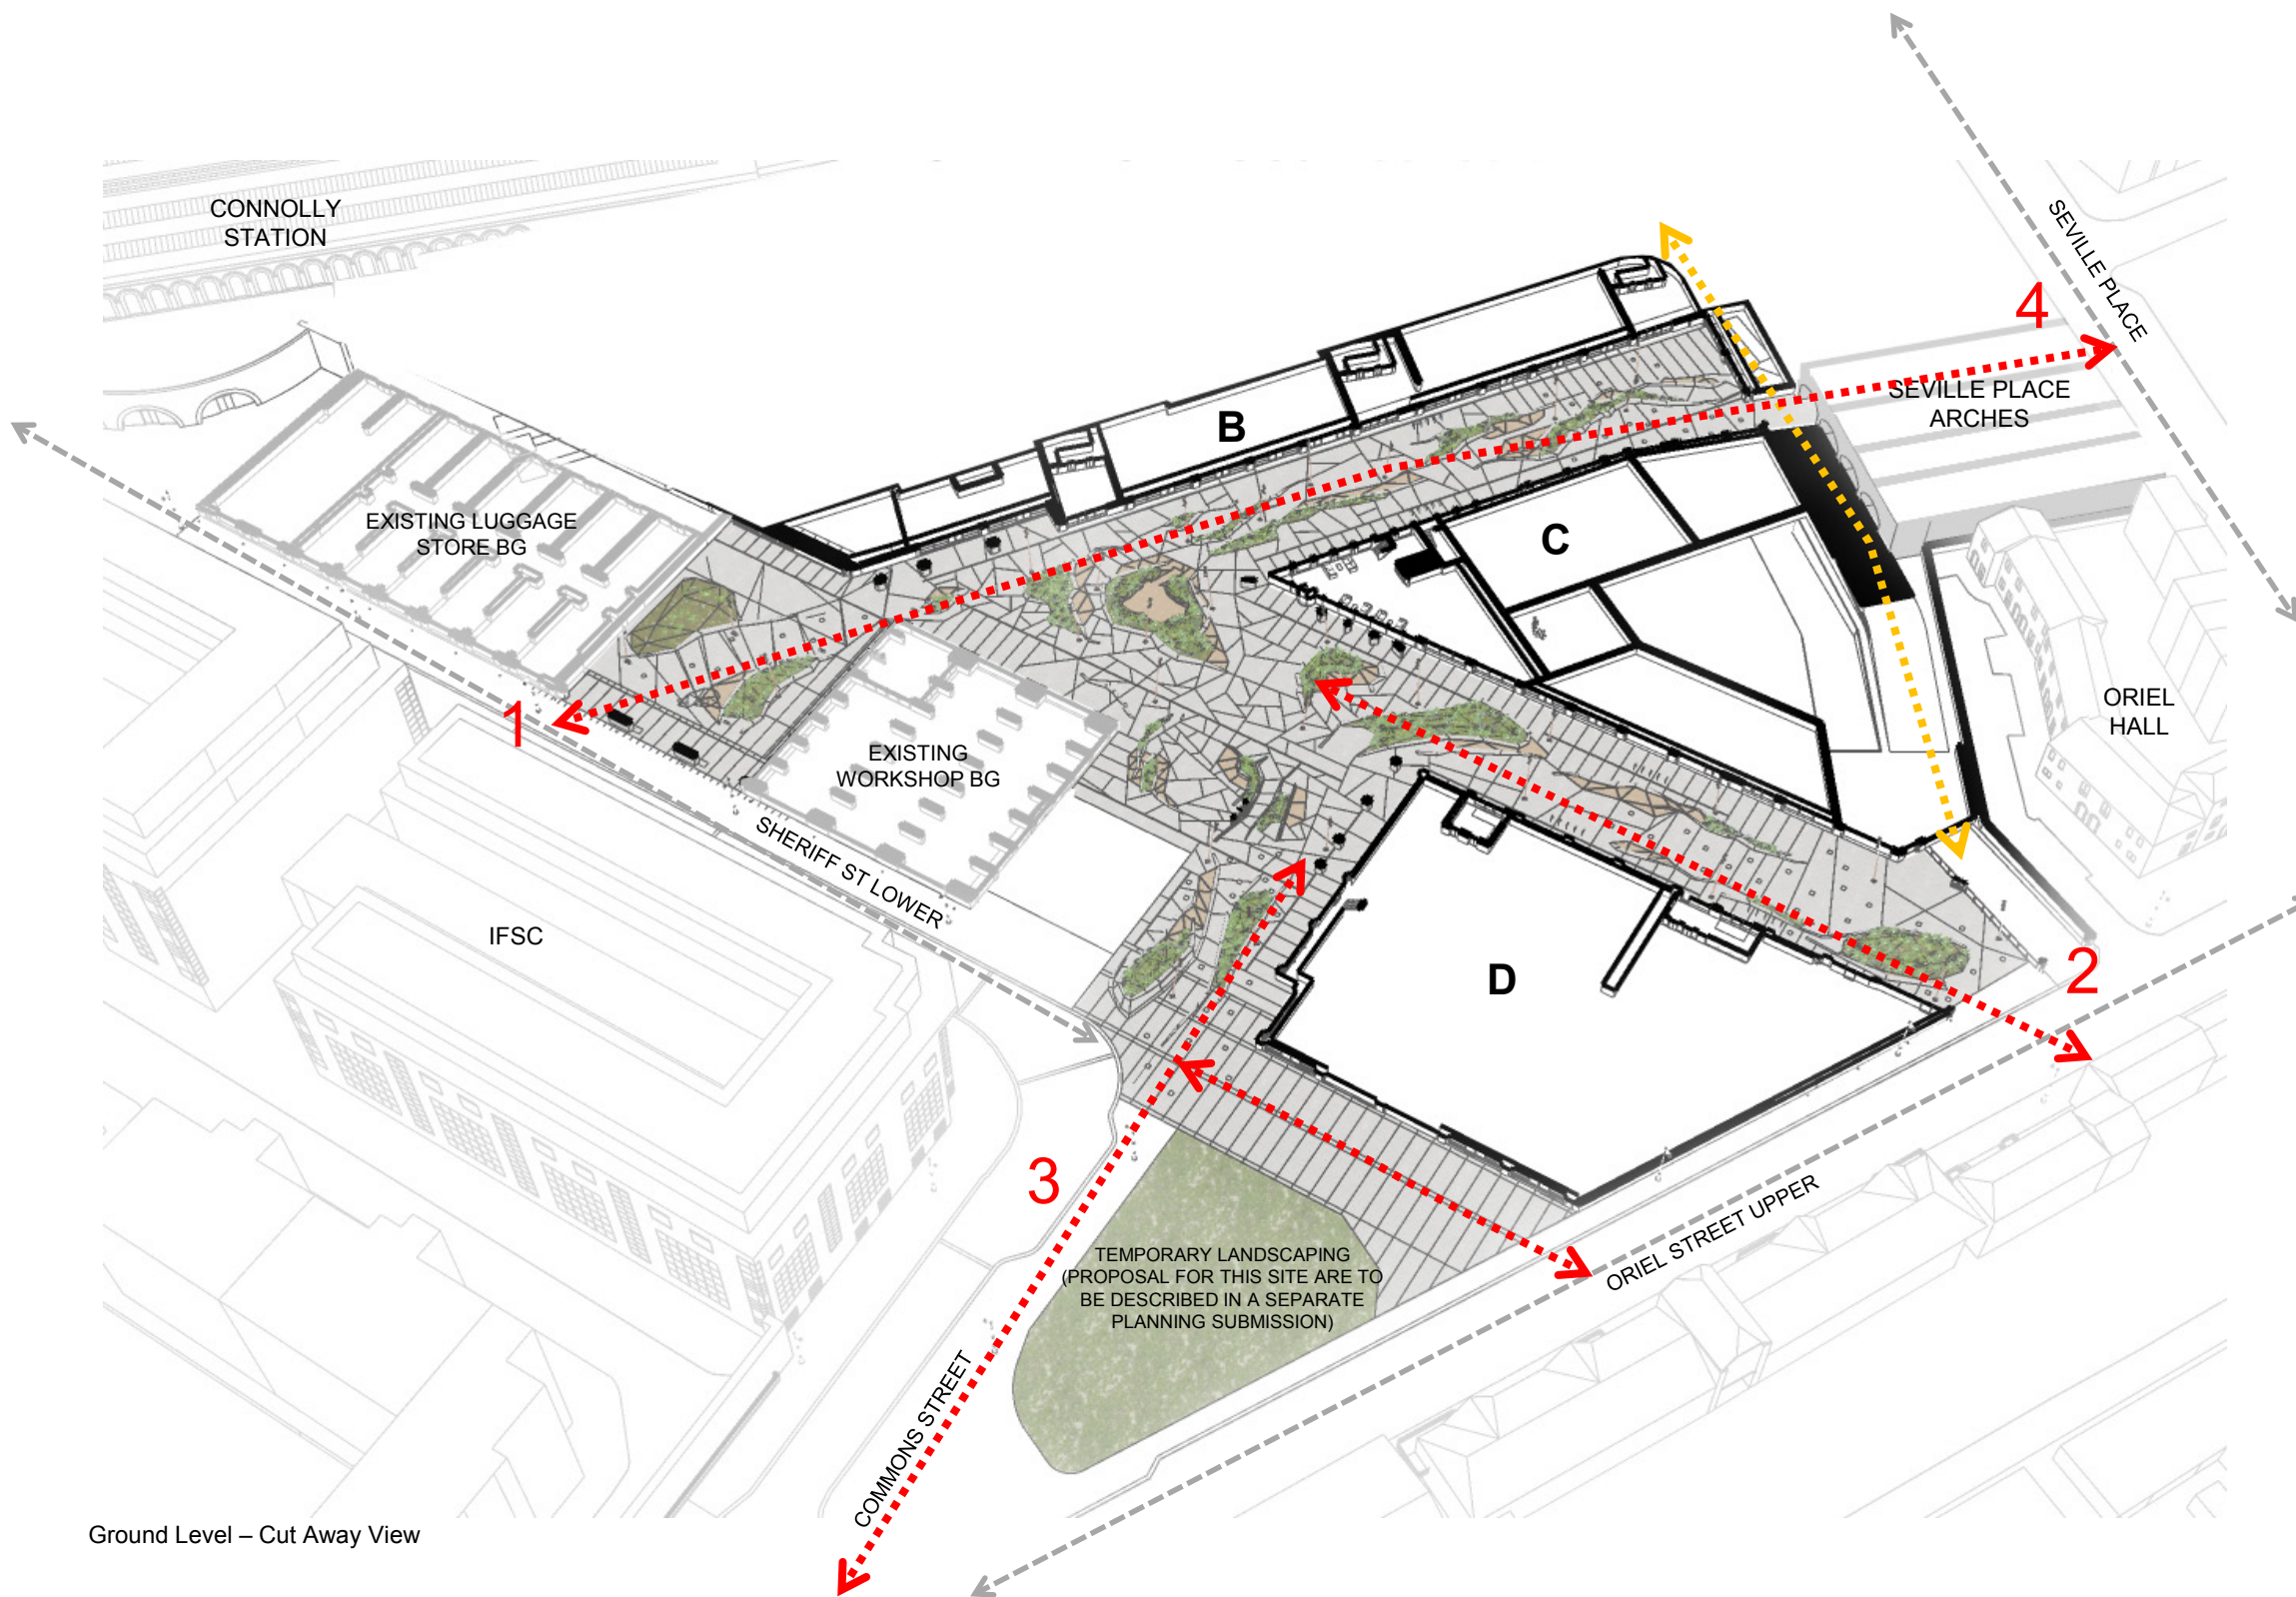 CONNOLLY
STATION
SEVILLE PLACE
4
SEVILLE PLACE
ARCHES
B
EXISTING LUGGAGE
STORE BG
C
1
EXISTING
WORKSHOP BG
ORIEL
HALL
SHERIFF ST LOWER
IFSC
D
2
3
ORIEL STREET UPPER
TEMPORARY LANDSCAPING
(PROPOSAL FOR THIS SITE ARE TO
BE DESCRIBED IN A SEPARATE
PLANNING SUBMISSION)
COMMONS STREET
Ground Level – Cut Away View